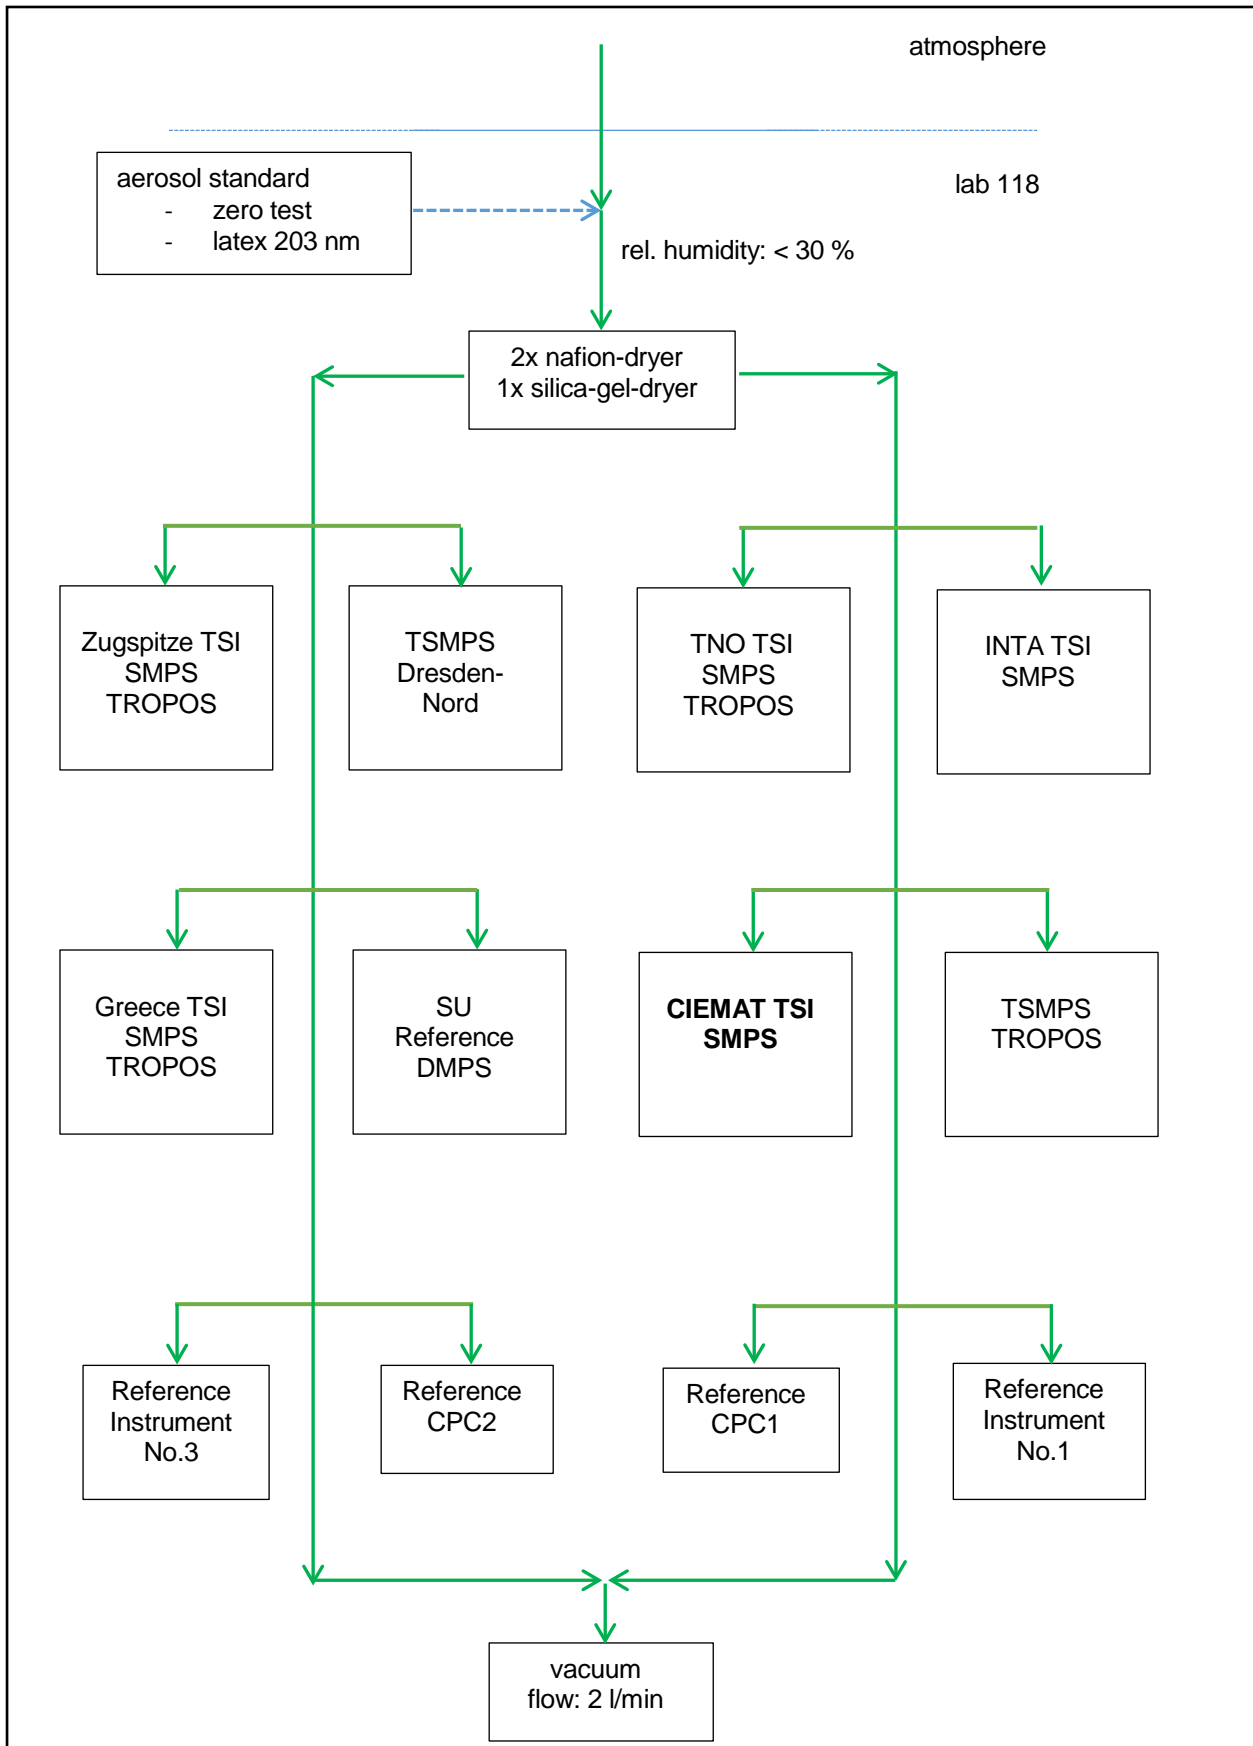 atmosphere
aerosol standard
- zero test
- latex 203 nm
lab 118
rel. humidity: < 30 %
2x nafion-dryer
1x silica-gel-dryer
Zugspitze TSI
SMPS
TROPOS
TSMPS
Dresden-
Nord
TNO TSI
SMPS
TROPOS
INTA TSI
SMPS
Greece TSI
SMPS
TROPOS
SU
Reference
DMPS
CIEMAT TSI
SMPS
TSMPS
TROPOS
Reference
Instrument
No.3
Reference
CPC2
Reference
CPC1
Reference
Instrument
No.1
vacuum
flow: 2 l/min